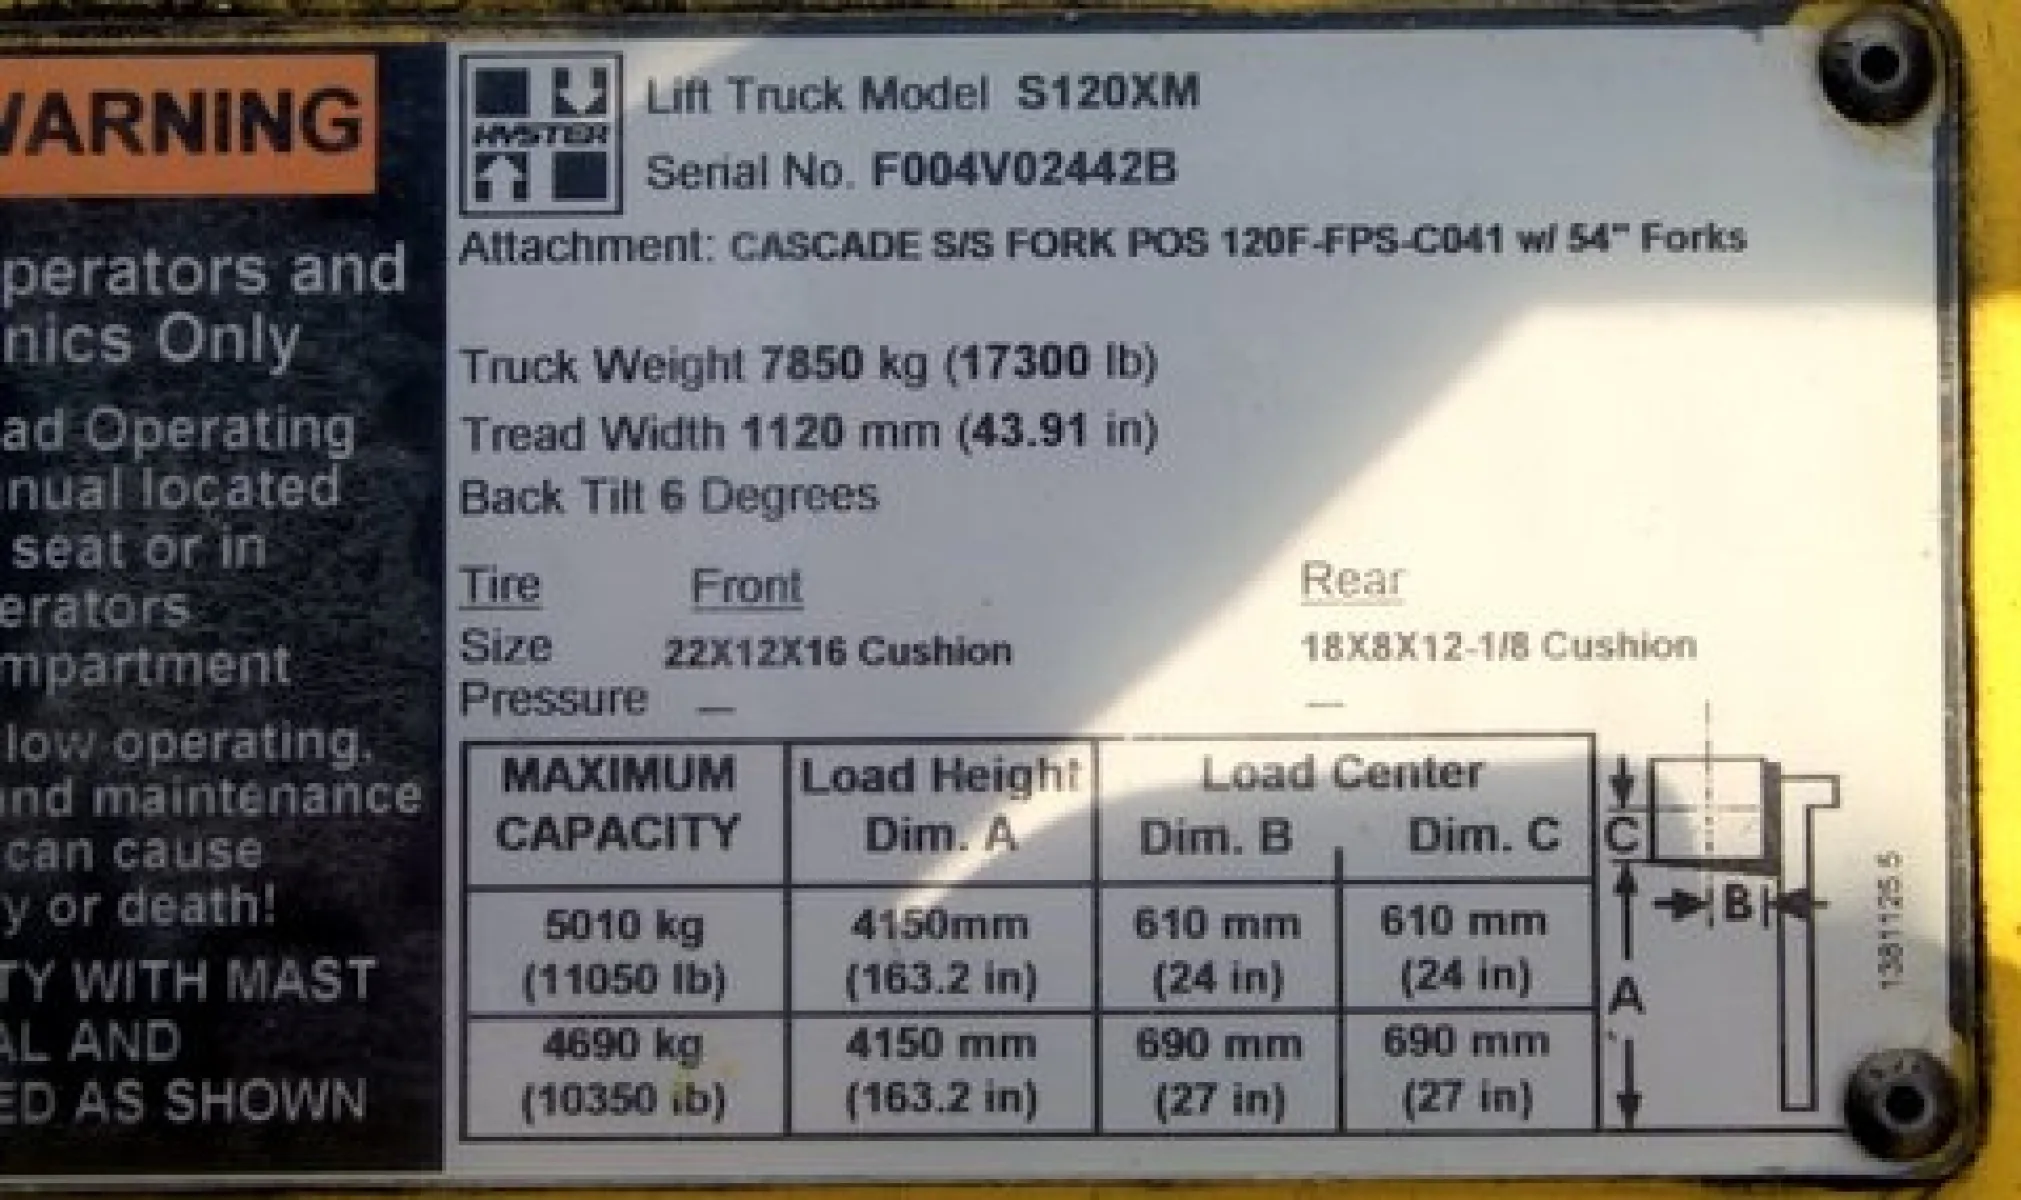 WARNING
perators and
nics Only
ad Operating
nual located
seat or in
erators
mpartment
low operating,
and maintenance
can cause
y or death!
TY WITH MAST
AL AND
ED AS SHOWN
HYSTER
Lift Truck Model S120XM
Serial No. F004V02442B
Attachment: CASCADE S/S FORK POS 120F-FPS-C041 w/ 54" Forks
Truck Weight 7850 kg (17300 lb)
Tread Width 1120 mm (43.91 in)
Back Tilt 6 Degrees
Tire Front Rear
Size 22X12X16 Cushion 18X8X12-1/8 Cushion
Pressure — —
MAXIMUM Load Height Load Center
CAPACITY Dim. A Dim. B Dim. C
5010 kg 4150mm 610 mm 610 mm
(11050 lb) (163.2 in) (24 in) (24 in)
4690 kg 4150 mm 690 mm 690 mm
(10350 lb) (163.2 in) (27 in) (27 in)
C
B
A
1381125.5